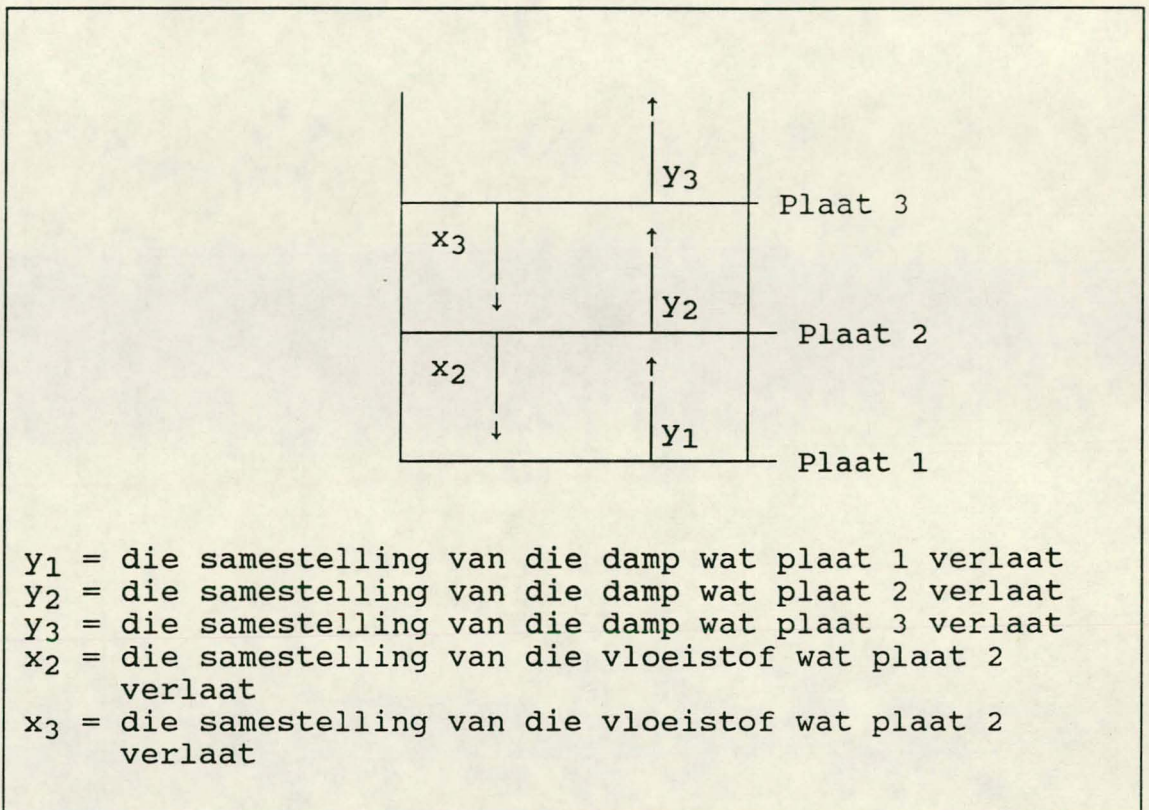 ↑
y3
Plaat 3
x3
↑
↓
y2
Plaat 2
x2
↑
↓
y1
Plaat 1
y1 = die samestelling van die damp wat plaat 1 verlaat
y2 = die samestelling van die damp wat plaat 2 verlaat
y3 = die samestelling van die damp wat plaat 3 verlaat
x2 = die samestelling van die vloeistof wat plaat 2
verlaat
x3 = die samestelling van die vloeistof wat plaat 2
verlaat